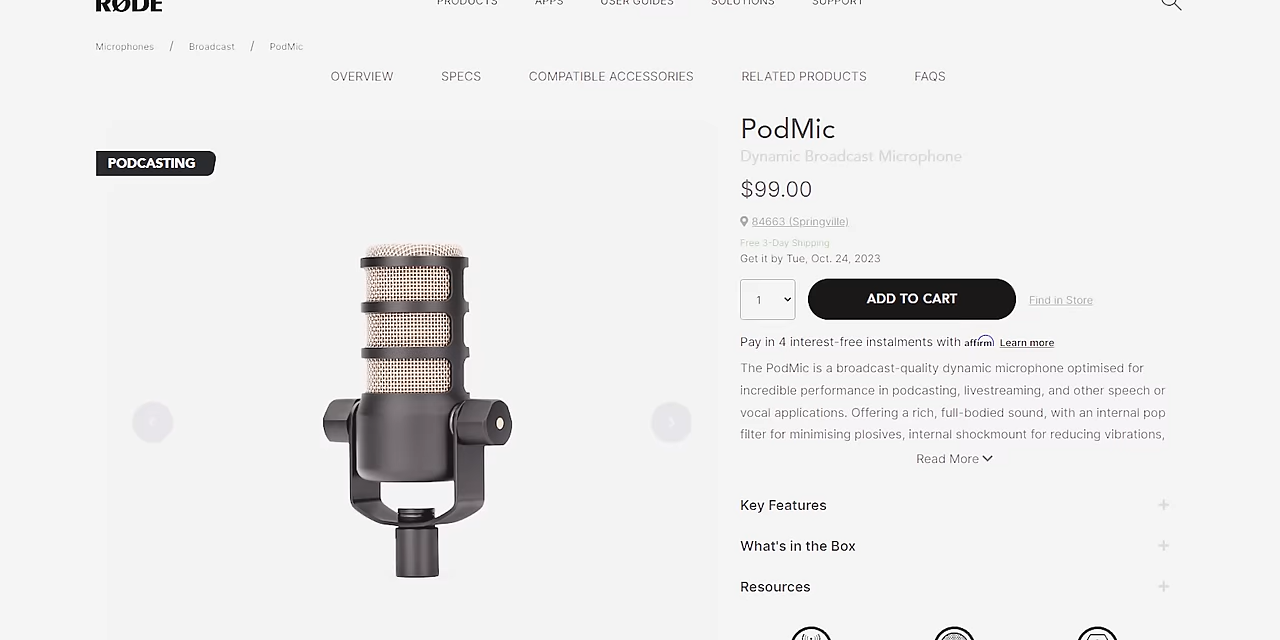 RØDE
PRODUCTS APPS USER GUIDES SOLUTIONS SUPPORT
Microphones / Broadcast / PodMic
OVERVIEW SPECS COMPATIBLE ACCESSORIES RELATED PRODUCTS FAQS
PODCASTING
PodMic
Dynamic Broadcast Microphone
$99.00
84663 (Springville)
Free 3-Day Shipping
Get it by Tue, Oct. 24, 2023
1 ADD TO CART Find in Store
Pay in 4 interest-free instalments with affirm Learn more
The PodMic is a broadcast-quality dynamic microphone optimised for
incredible performance in podcasting, livestreaming, and other speech or
vocal applications. Offering a rich, full-bodied sound, with an internal pop
filter for minimising plosives, internal shockmount for reducing vibrations,
Read More
Key Features +
What's in the Box +
Resources +